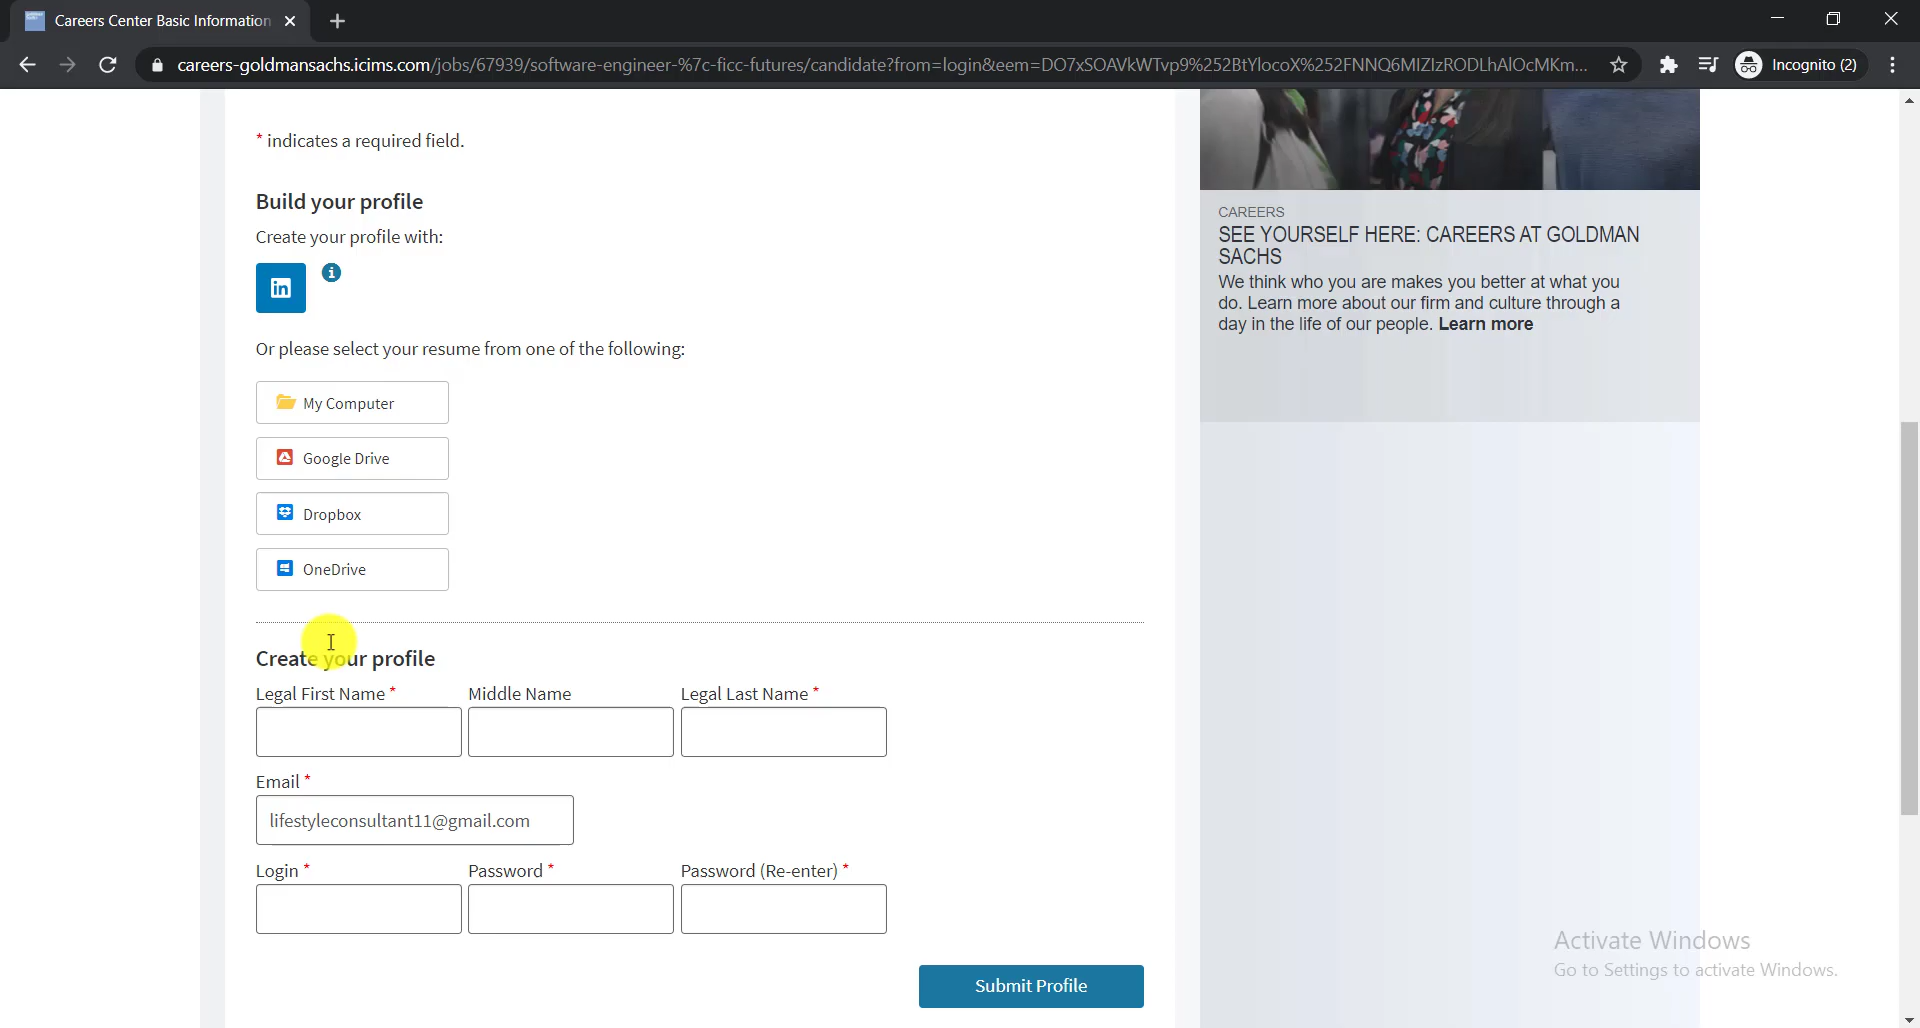 Careers Center Basic Information
careers-goldmansachs.icims.com/jobs/67939/software-engineer-%7c-ficc-futures/candidate?from=login&eem=DO7xSOAVkWTvp9%252BtYlocoX%252FNNQ6MIZlzRODLhAlOcMKm...
Incognito (2)
* indicates a required field.
Build your profile
Create your profile with:
in
i
Or please select your resume from one of the following:
My Computer
Google Drive
Dropbox
OneDrive
Create your profile
Legal First Name *
Middle Name
Legal Last Name *
Email *
lifestyleconsultant11@gmail.com
Login *
Password *
Password (Re-enter) *
Submit Profile
CAREERS
SEE YOURSELF HERE: CAREERS AT GOLDMAN
SACHS
We think who you are makes you better at what you
do. Learn more about our firm and culture through a
day in the life of our people. Learn more
Activate Windows
Go to Settings to activate Windows.